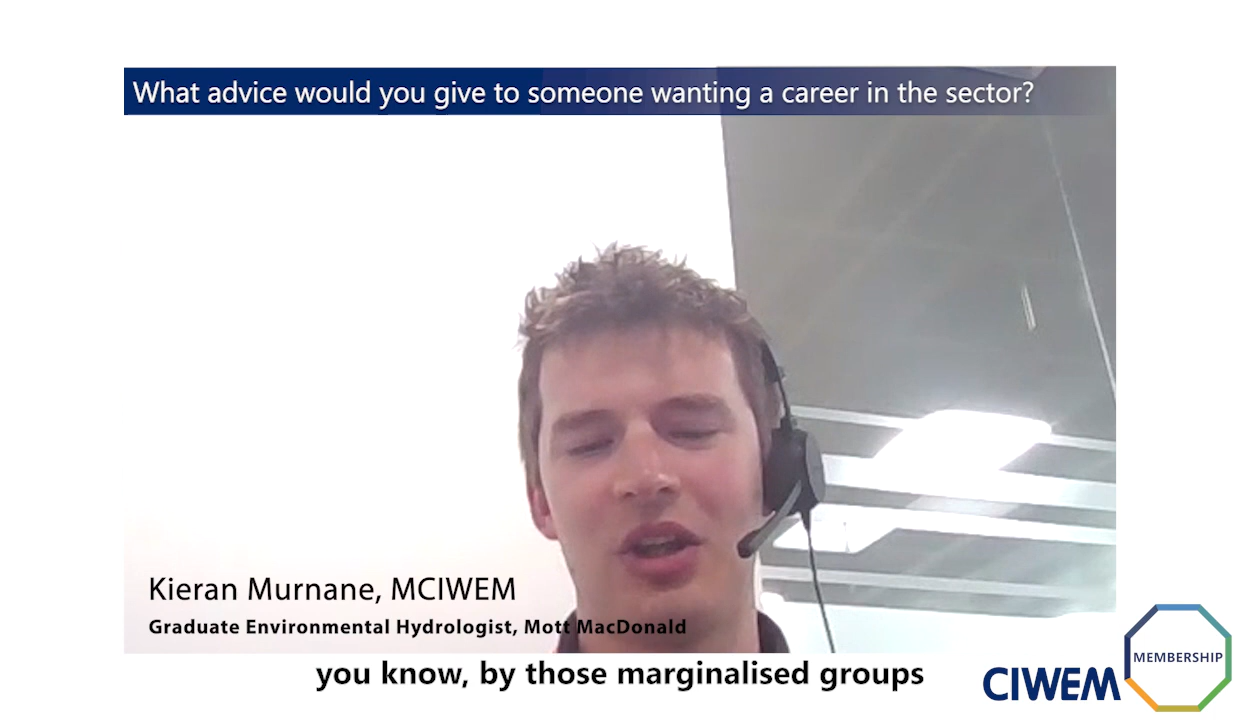 What advice would you give to someone wanting a career in the sector?
Kieran Murnane, MCIWEM
Graduate Environmental Hydrologist, Mott MacDonald
you know, by those marginalised groups
CIWEM
MEMBERSHIP